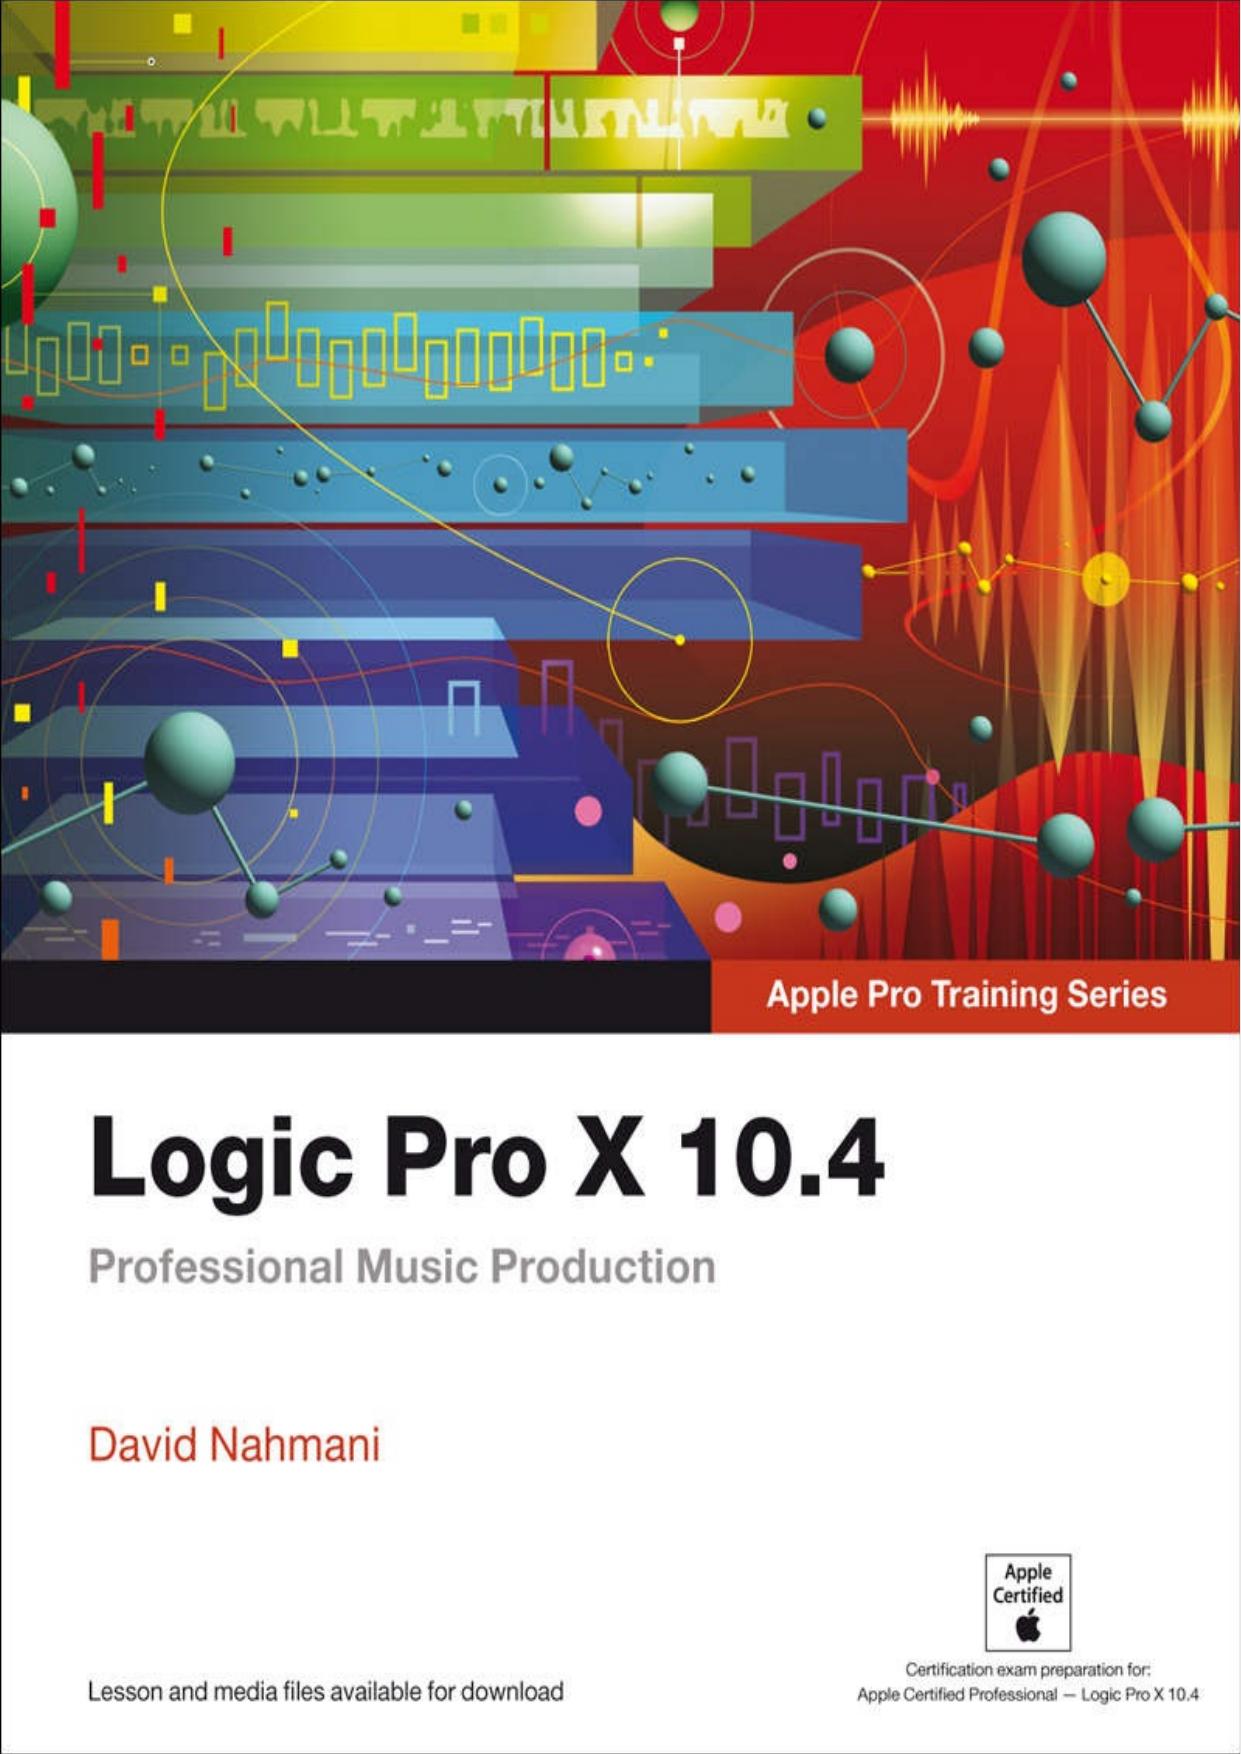 Apple Pro Training Series
Logic Pro X 10.4
Professional Music Production
David Nahmani
Apple
Certified
Certification exam preparation for:
Lesson and media files available for download
Apple Certified Professional — Logic Pro X 10.4